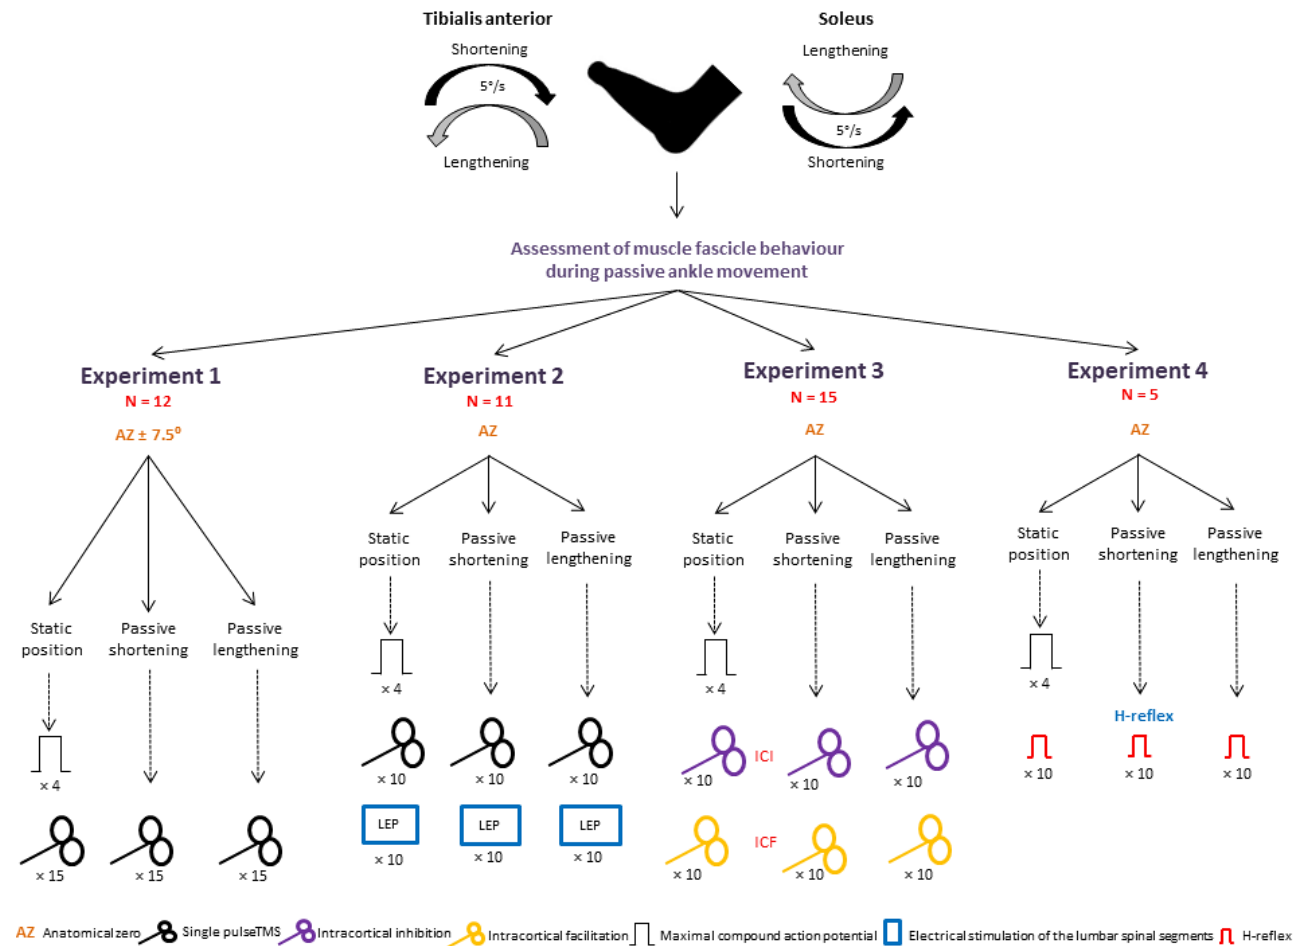 Tibialis anterior
Soleus
Shortening
5°/s
Lengthening
Lengthening
5°/s
Shortening
Assessment of muscle fascicle behaviour
during passive ankle movement
Experiment 1
N = 12
AZ ± 7.5⁰
Static
position
Passive
shortening
Passive
lengthening
× 4
× 15
× 15
× 15
Experiment 2
N = 11
AZ
Static
position
Passive
shortening
Passive
lengthening
× 4
× 10
× 10
× 10
LEP
LEP
LEP
× 10
× 10
× 10
Experiment 3
N = 15
AZ
Static
position
Passive
shortening
Passive
lengthening
× 4
ICI
× 10
× 10
× 10
ICF
× 10
× 10
× 10
Experiment 4
N = 5
AZ
Static
position
Passive
shortening
Passive
lengthening
× 4
H-reflex
× 10
× 10
× 10
AZ Anatomical zero Single pulseTMS Intracortical inhibition Intracortical facilitation Maximal compound action potential Electrical stimulation of the lumbar spinal segments H-reflex